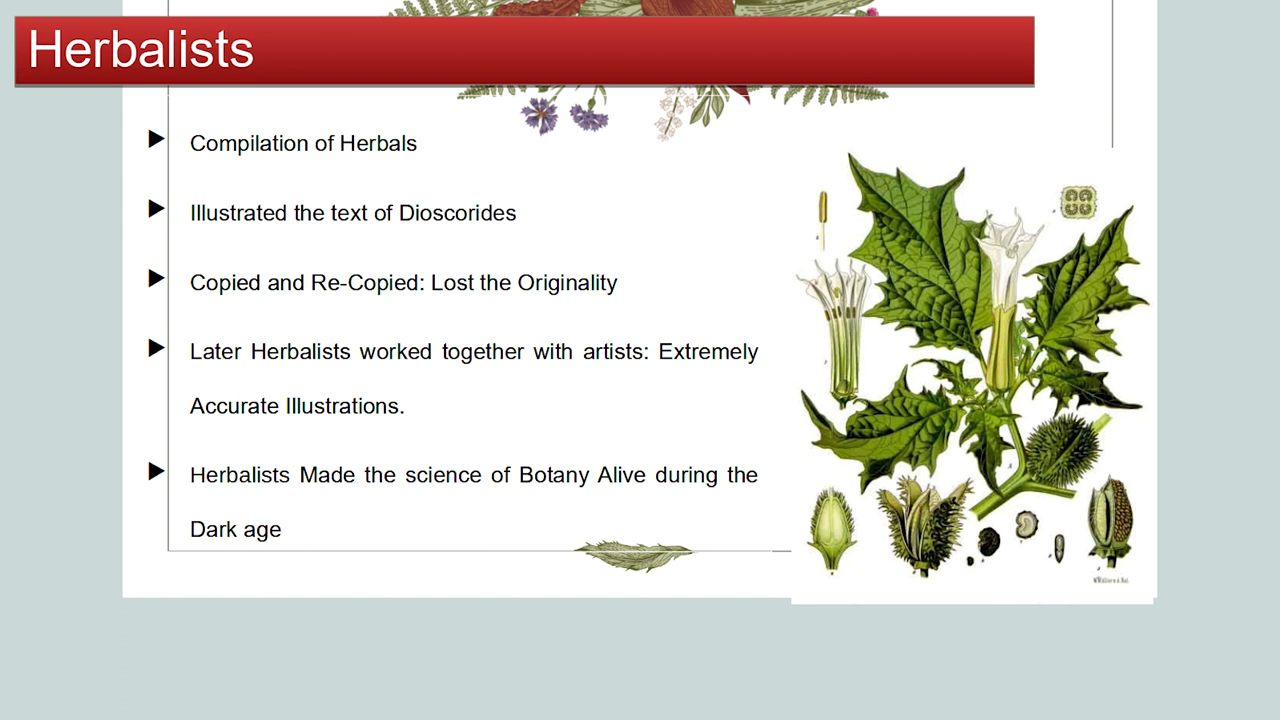 Herbalists
Compilation of Herbals
Illustrated the text of Dioscorides
Copied and Re-Copied: Lost the Originality
Later Herbalists worked together with artists: Extremely
Accurate Illustrations.
Herbalists Made the science of Botany Alive during the
Dark age